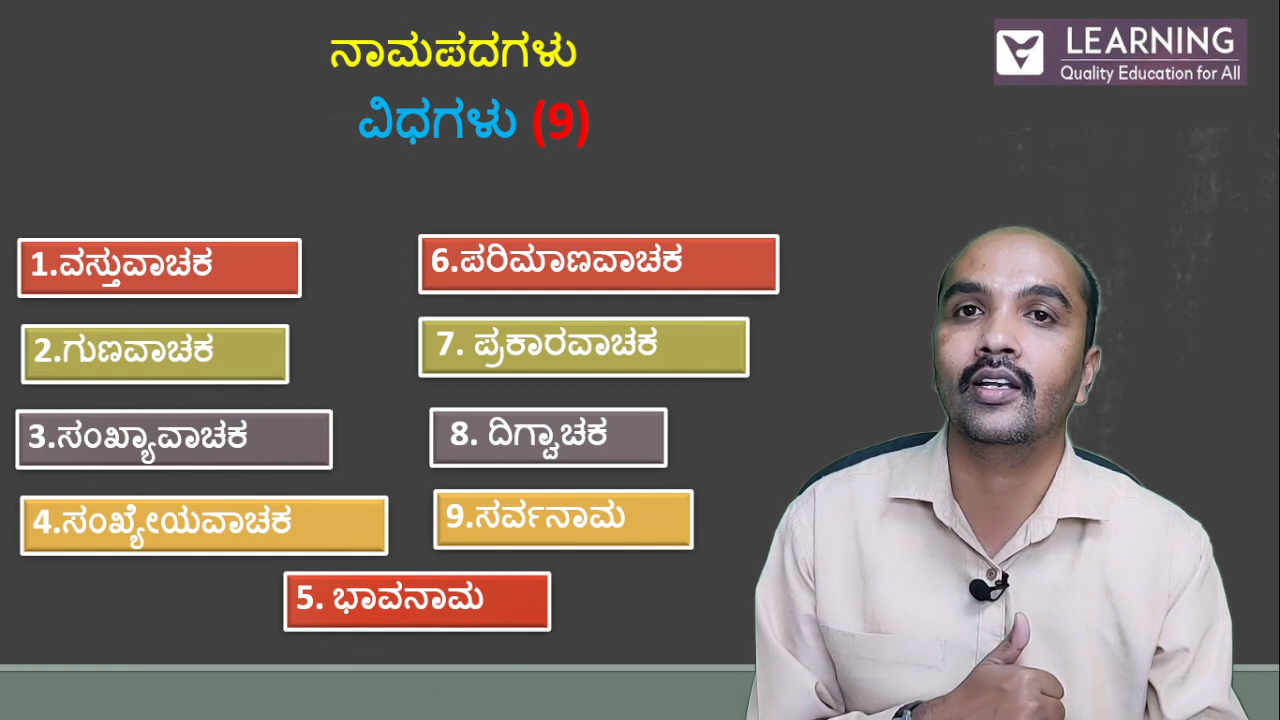 ನಾಮಪದಗಳು
ವಿಧಗಳು (9)
LEARNING
Quality Education for All
1.ವಸ್ತುವಾಚಕ
2.ಗುಣವಾಚಕ
3.ಸಂಖ್ಯಾವಾಚಕ
4.ಸಂಖ್ಯೇಯವಾಚಕ
5. ಭಾವನಾಮ
6.ಪರಿಮಾಣವಾಚಕ
7. ಪ್ರಕಾರವಾಚಕ
8. ದಿಗ್ವಾಚಕ
9.ಸರ್ವನಾಮ